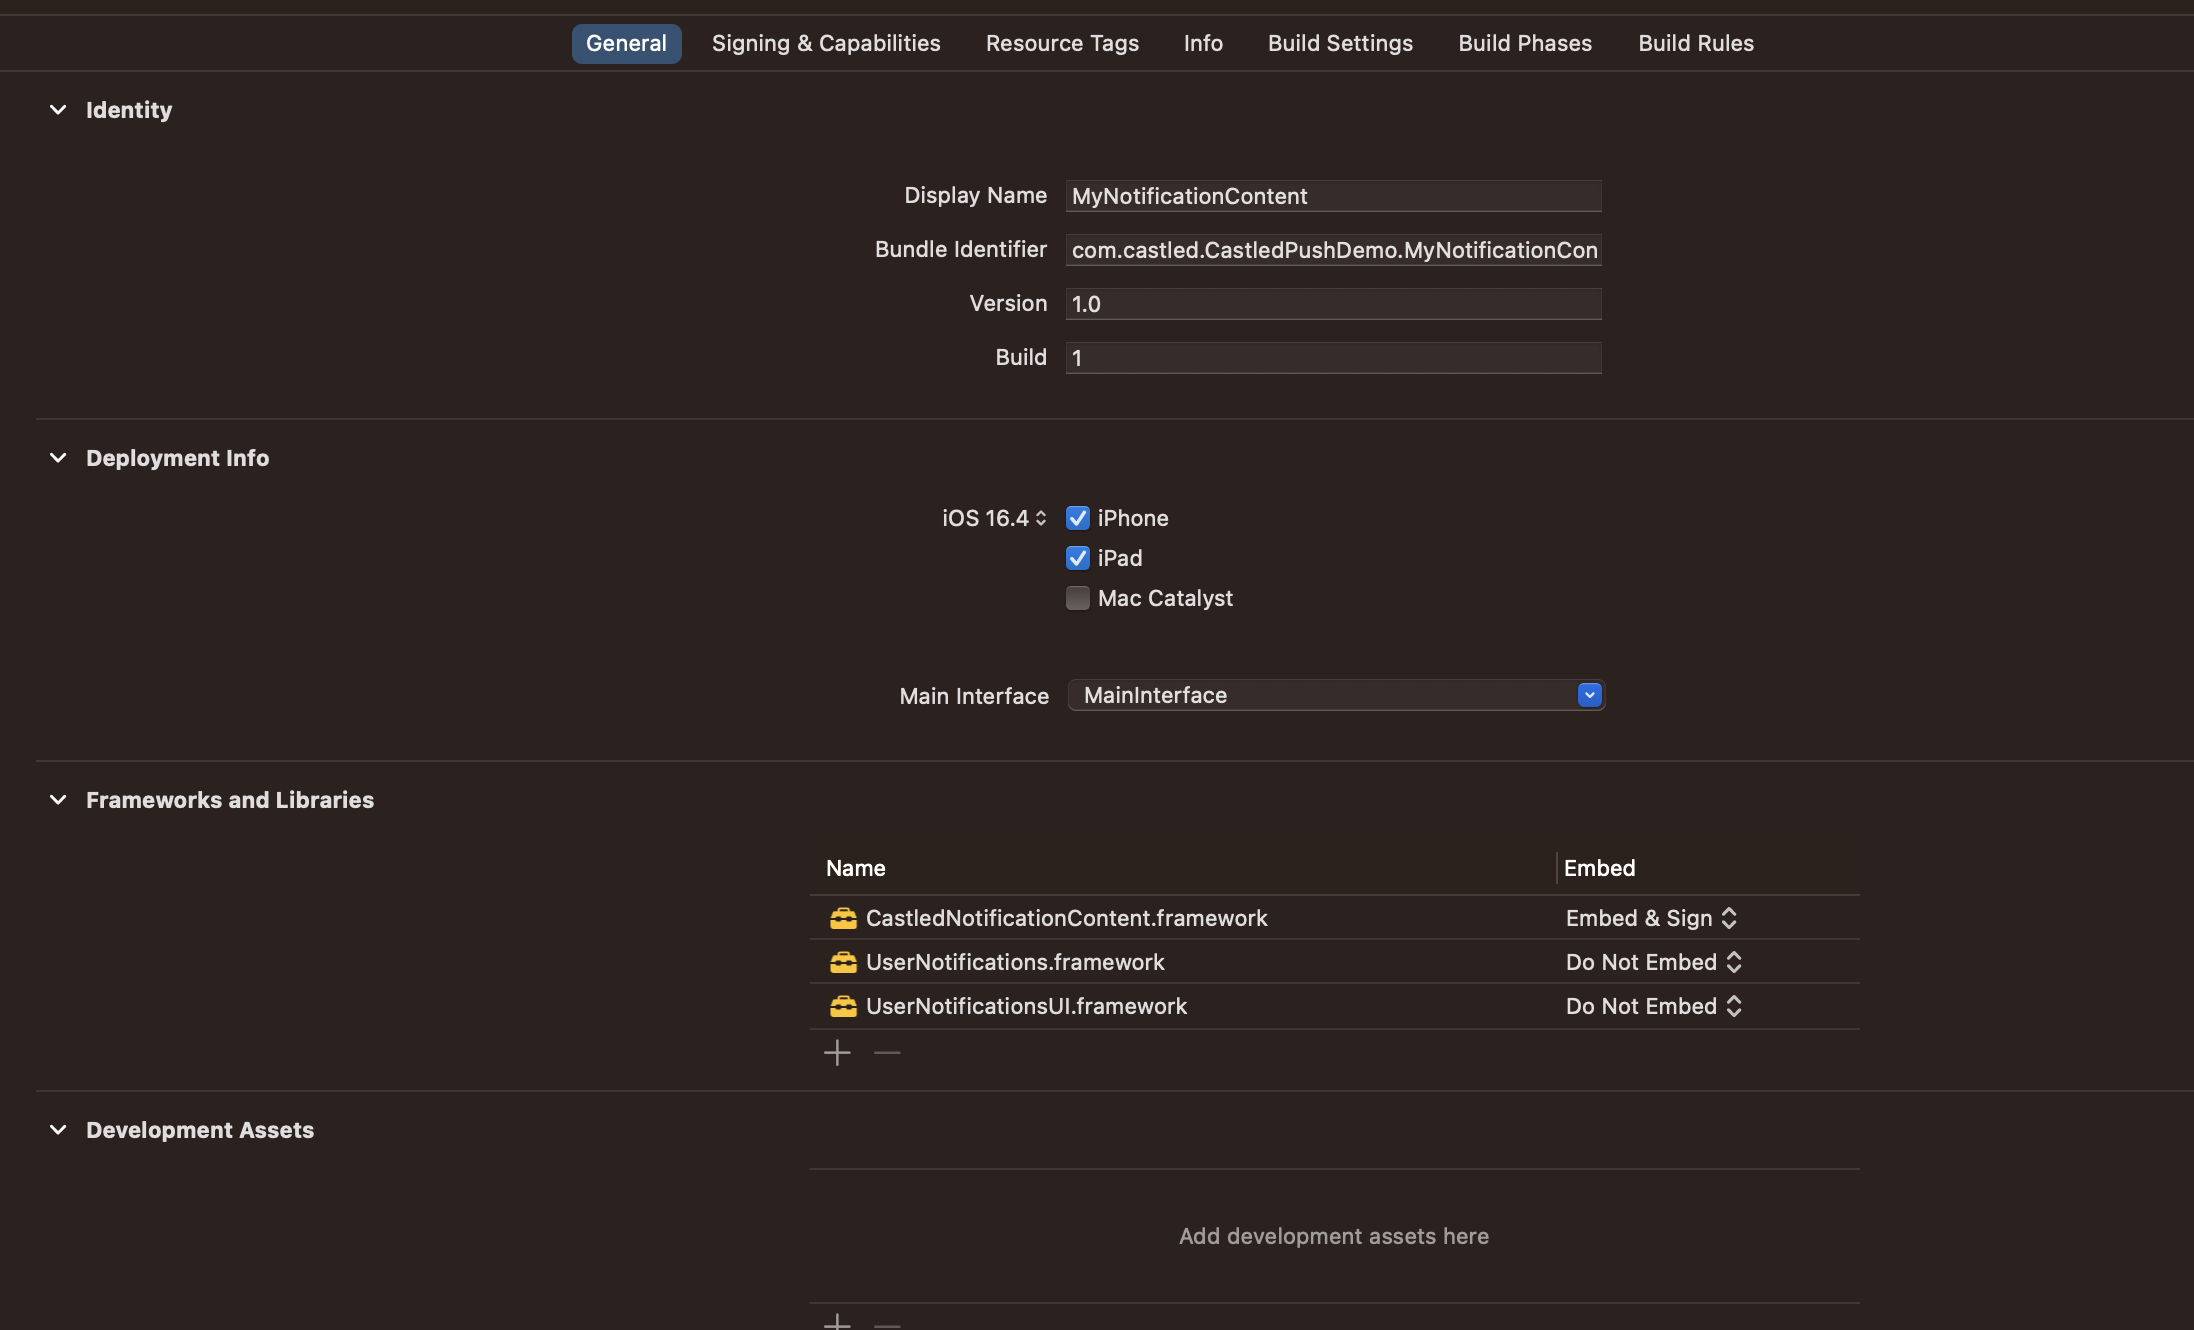 General Signing & Capabilities Resource Tags Info Build Settings Build Phases Build Rules
Identity
Display Name MyNotificationContent
Bundle Identifier com.castled.CastledPushDemo.MyNotificationCon
Version 1.0
Build 1
Deployment Info
iOS 16.4 iPhone
iPad
Mac Catalyst
Main Interface MainInterface
Frameworks and Libraries
Name Embed
CastledNotificationContent.framework Embed & Sign
UserNotifications.framework Do Not Embed
UserNotificationsUI.framework Do Not Embed
Development Assets
Add development assets here